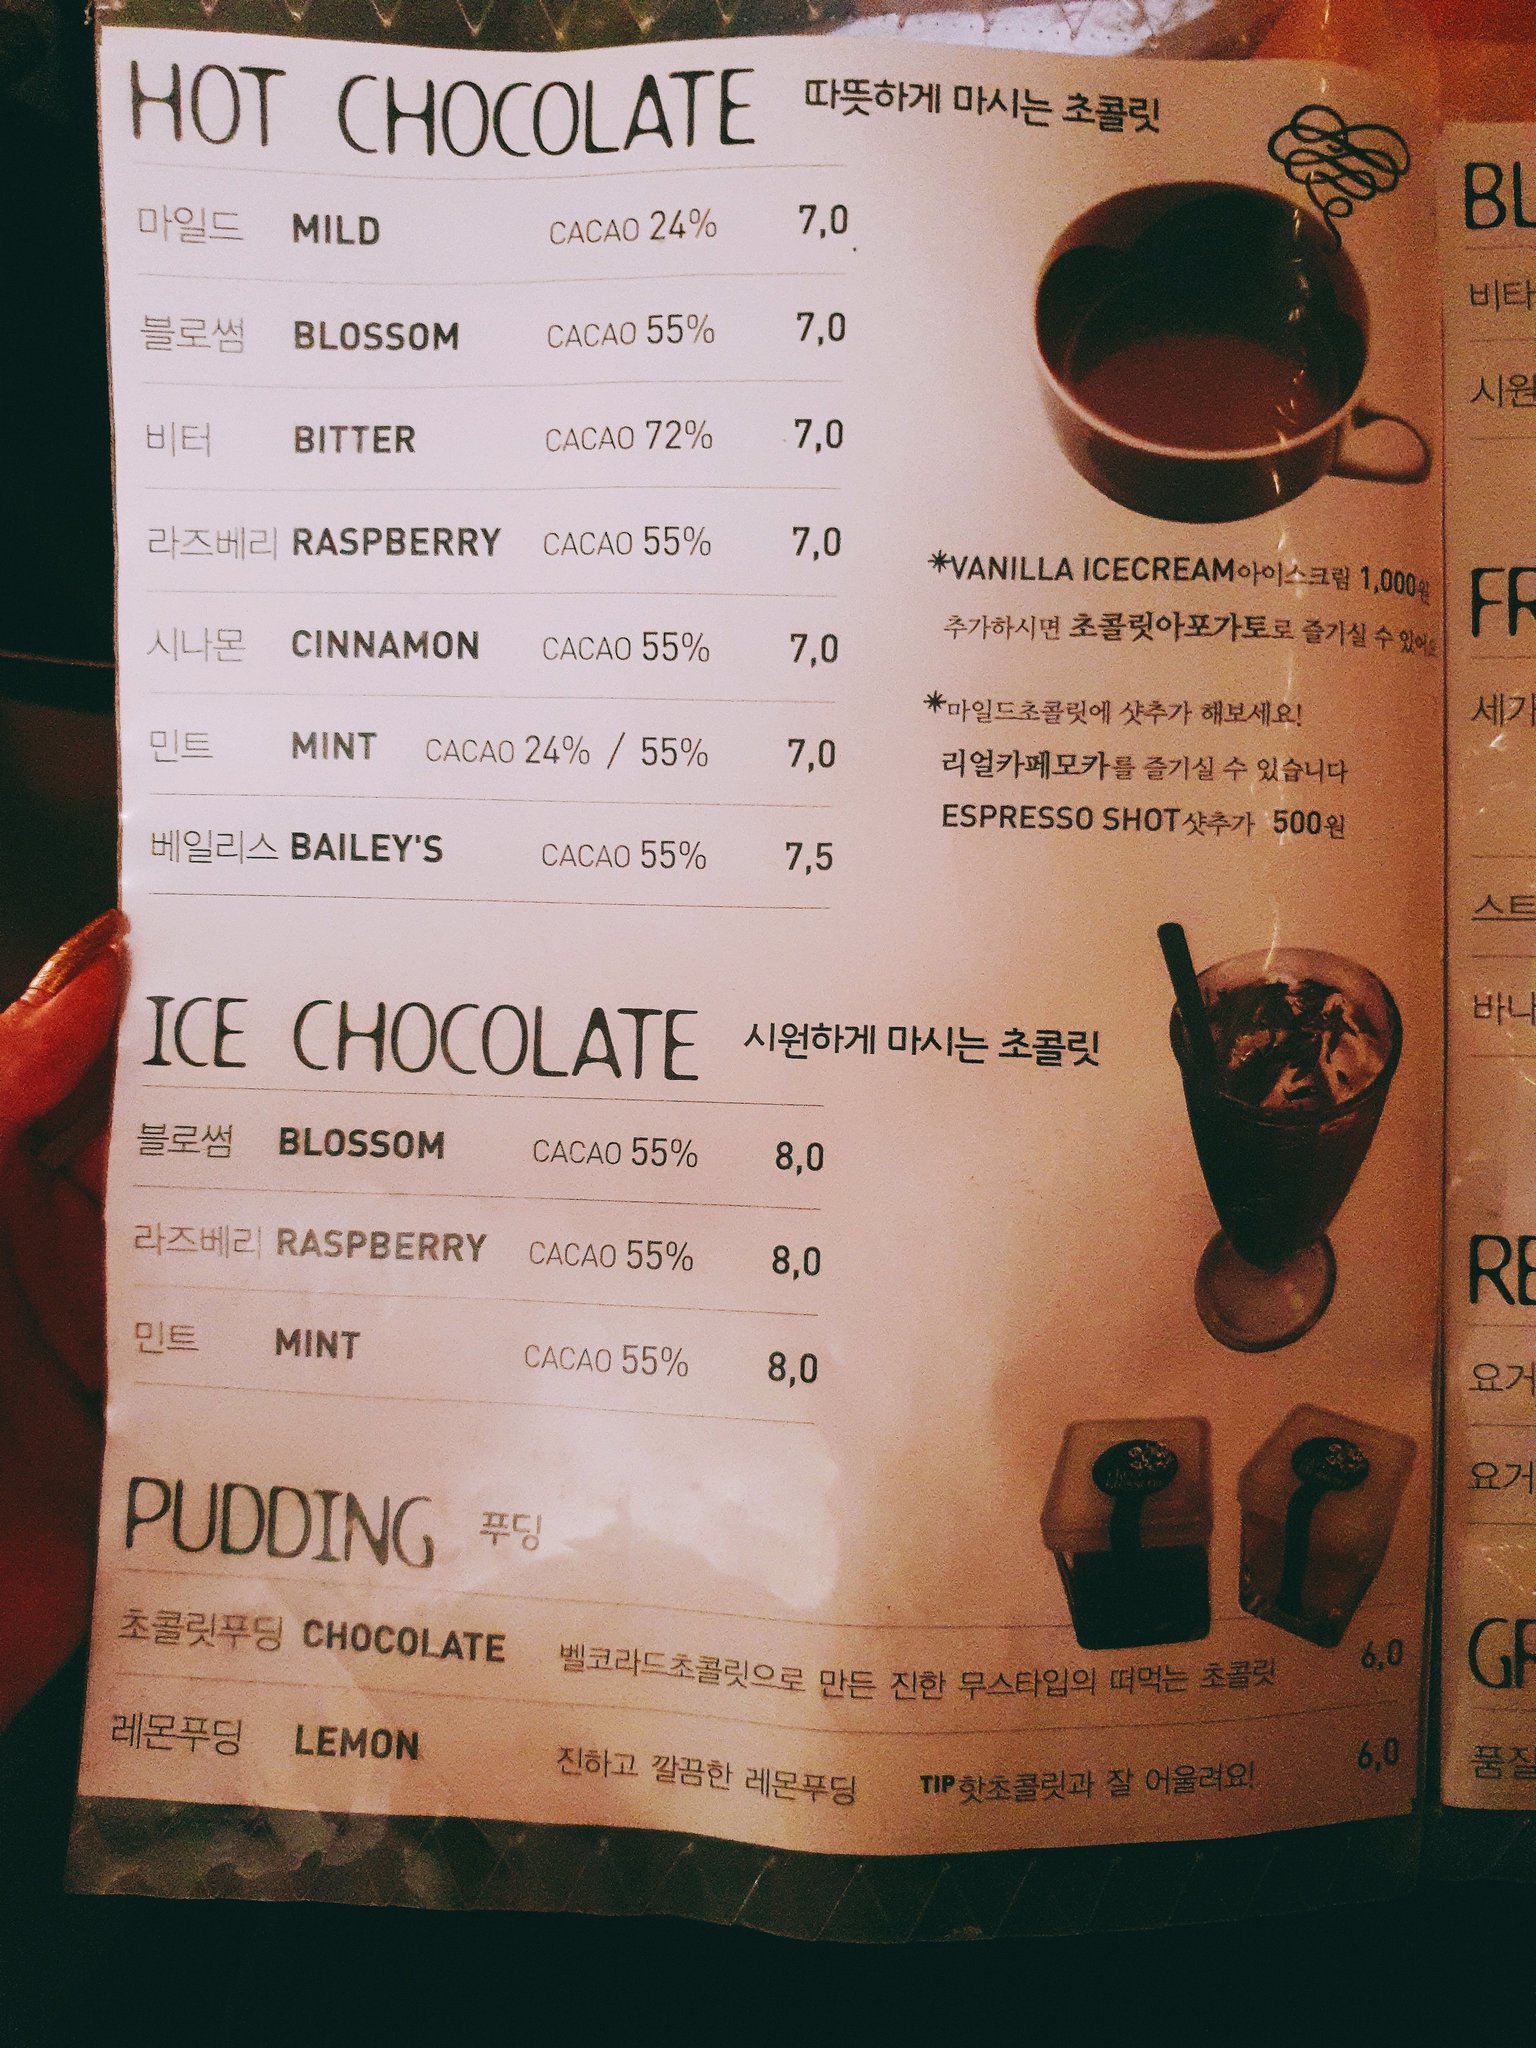 HOT CHOCOLATE 따뜻하게 마시는 초콜릿
마일드 MILD CACAO 24% 7,0
블로썸 BLOSSOM CACAO 55% 7,0
비터 BITTER CACAO 72% 7,0
라즈베리 RASPBERRY CACAO 55% 7,0
시나몬 CINNAMON CACAO 55% 7,0
민트 MINT CACAO 24% / 55% 7,0
베일리스 BAILEY'S CACAO 55% 7,5
*VANILLA ICECREAM아이스크림 1,000원
추가하시면 초콜릿아포가토로 즐기실 수 있어요
*마일드초콜릿에 샷추가 해보세요!
리얼카페모카를 즐기실 수 있습니다
ESPRESSO SHOT샷추가 500원
ICE CHOCOLATE 시원하게 마시는 초콜릿
블로썸 BLOSSOM CACAO 55% 8,0
라즈베리 RASPBERRY CACAO 55% 8,0
민트 MINT CACAO 55% 8,0
PUDDING 푸딩
초콜릿푸딩 CHOCOLATE 벨코라드초콜릿으로 만든 진한 무스타입의 떠먹는 초콜릿 6,0
레몬푸딩 LEMON 진하고 깔끔한 레몬푸딩 TIP 핫초콜릿과 잘 어울려요! 6,0
BL
비타
시원
FR
세가
스트
바나
RE
요거
요거
GR
품질